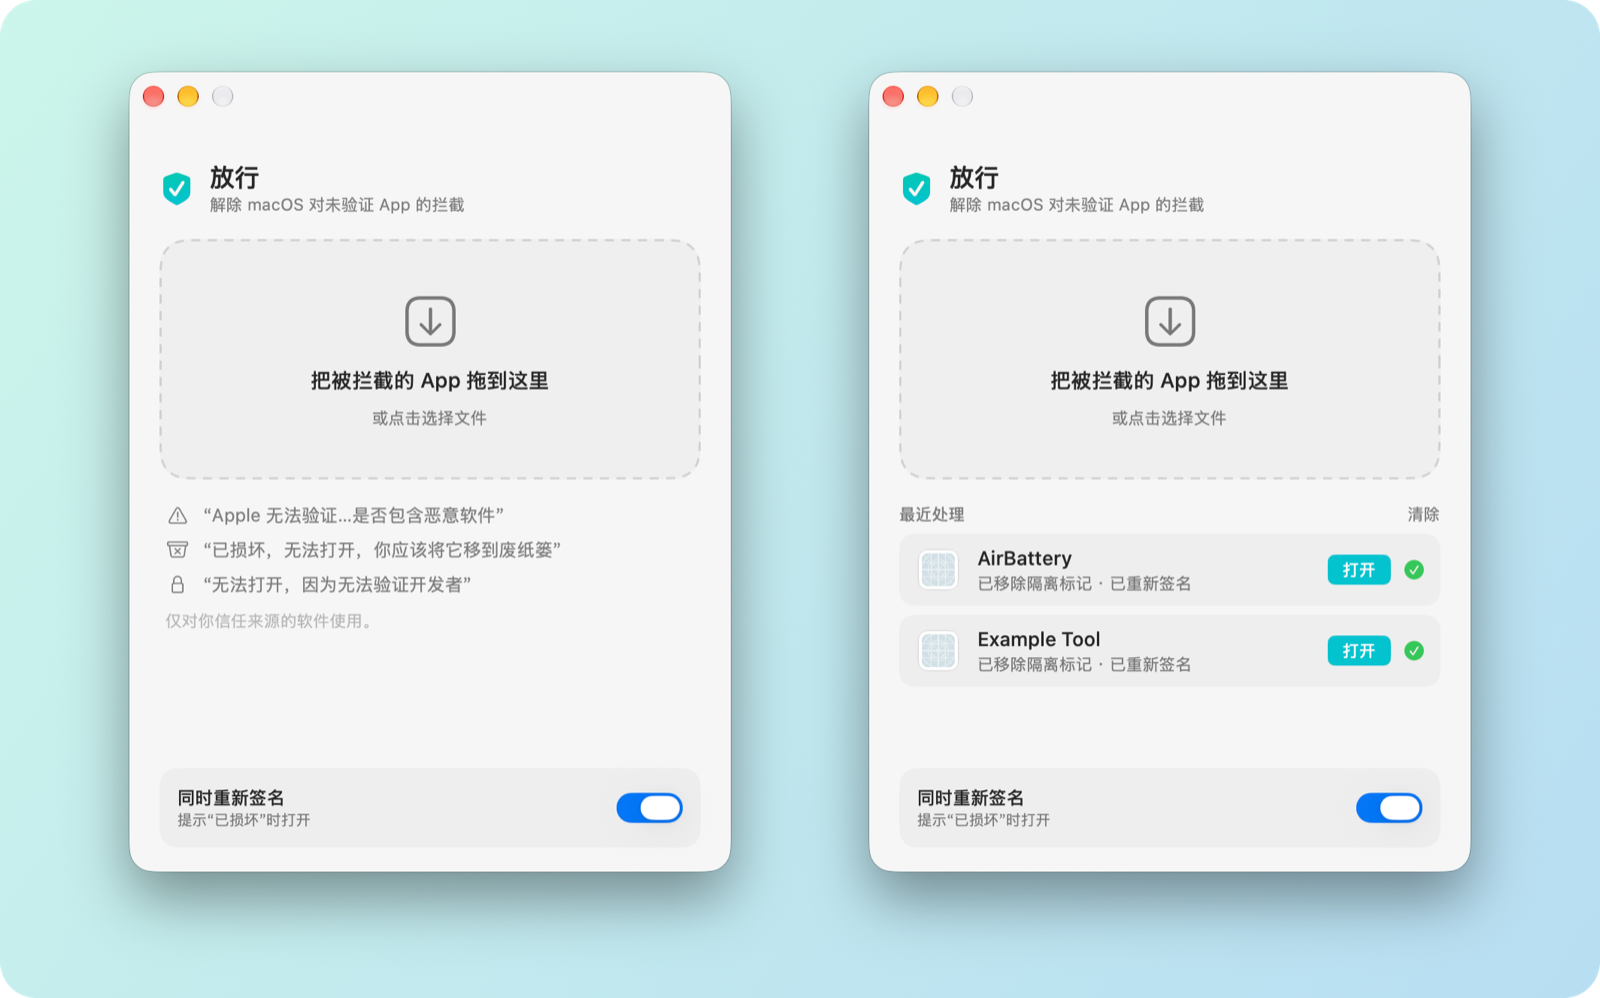 放行
解除 macOS 对未验证 App 的拦截
把被拦截的 App 拖到这里
或点击选择文件
“Apple 无法验证...是否包含恶意软件”
“已损坏，无法打开，你应该将它移到废纸篓”
“无法打开，因为无法验证开发者”
仅对你信任来源的软件使用。
同时重新签名
提示“已损坏”时打开
放行
解除 macOS 对未验证 App 的拦截
把被拦截的 App 拖到这里
或点击选择文件
最近处理 清除
AirBattery
已移除隔离标记 · 已重新签名
打开
Example Tool
已移除隔离标记 · 已重新签名
打开
同时重新签名
提示“已损坏”时打开